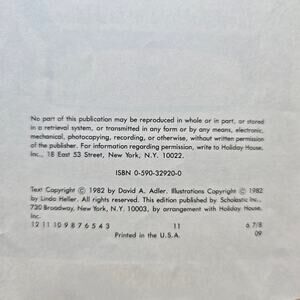 No part of this publication may be reproduced in whole or in part, or stored
in a retrieval system, or transmitted in any form or by any means, electronic,
mechanical, photocopying, recording, or otherwise, without written permission
of the publisher. For information regarding permission, write to Holiday House,
Inc., 18 East 53 Street, New York, N.Y. 10022.
ISBN 0-590-32920-0
Text Copyright © 1982 by David A. Adler. Illustrations Copyright © 1982
by Linda Heller. All rights reserved. This edition published by Scholastic Inc.,
730 Broadway, New York, N.Y. 10003, by arrangement with Holiday House,
Inc.
12 11 10 9 8 7 6 5 4 3 11 6 7/8
Printed in the U.S.A. 09